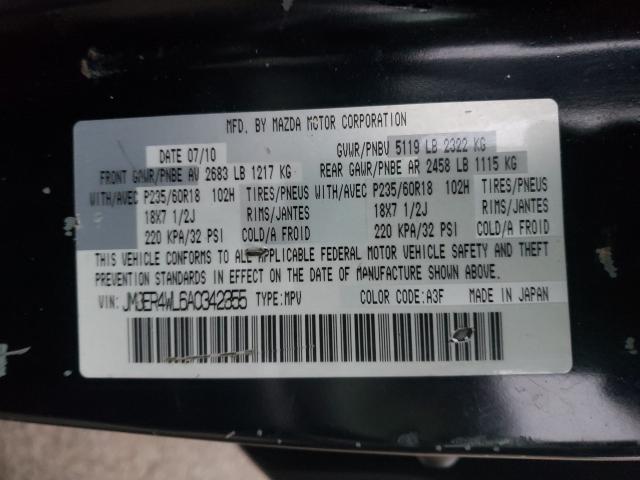 MFD. BY MAZDA MOTOR CORPORATION
DATE 07/10 GVWR/PNBV 5119 LB 2322 KG
FRONT GAWR/PNBE AV 2683 LB 1217 KG REAR GAWR/PNBE AR 2458 LB 1115 KG
WITH/AVEC P235/60R18 102H TIRES/PNEUS WITH/AVEC P235/60R18 102H TIRES/PNEUS
18X7 1/2J RIMS/JANTES 18X7 1/2J RIMS/JANTES
220 KPA/32 PSI COLD/A FROID 220 KPA/32 PSI COLD/A FROID
THIS VEHICLE CONFORMS TO ALL APPLICABLE FEDERAL MOTOR VEHICLE SAFETY AND THEFT
PREVENTION STANDARDS IN EFFECT ON THE DATE OF MANUFACTURE SHOWN ABOVE.
VIN: JM3ER4WL6A0342355 TYPE:MPV COLOR CODE:A3F MADE IN JAPAN